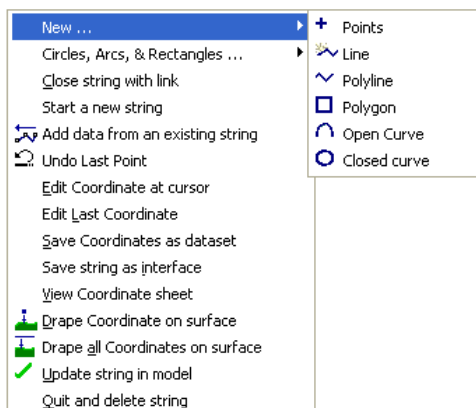 New ...
Circles, Arcs, & Rectangles ...
Close string with link
Start a new string
Add data from an existing string
Undo Last Point
Edit Coordinate at cursor
Edit Last Coordinate
Save Coordinates as dataset
Save string as interface
View Coordinate sheet
Drape Coordinate on surface
Drape all Coordinates on surface
Update string in model
Quit and delete string
Points
Line
Polyline
Polygon
Open Curve
Closed curve